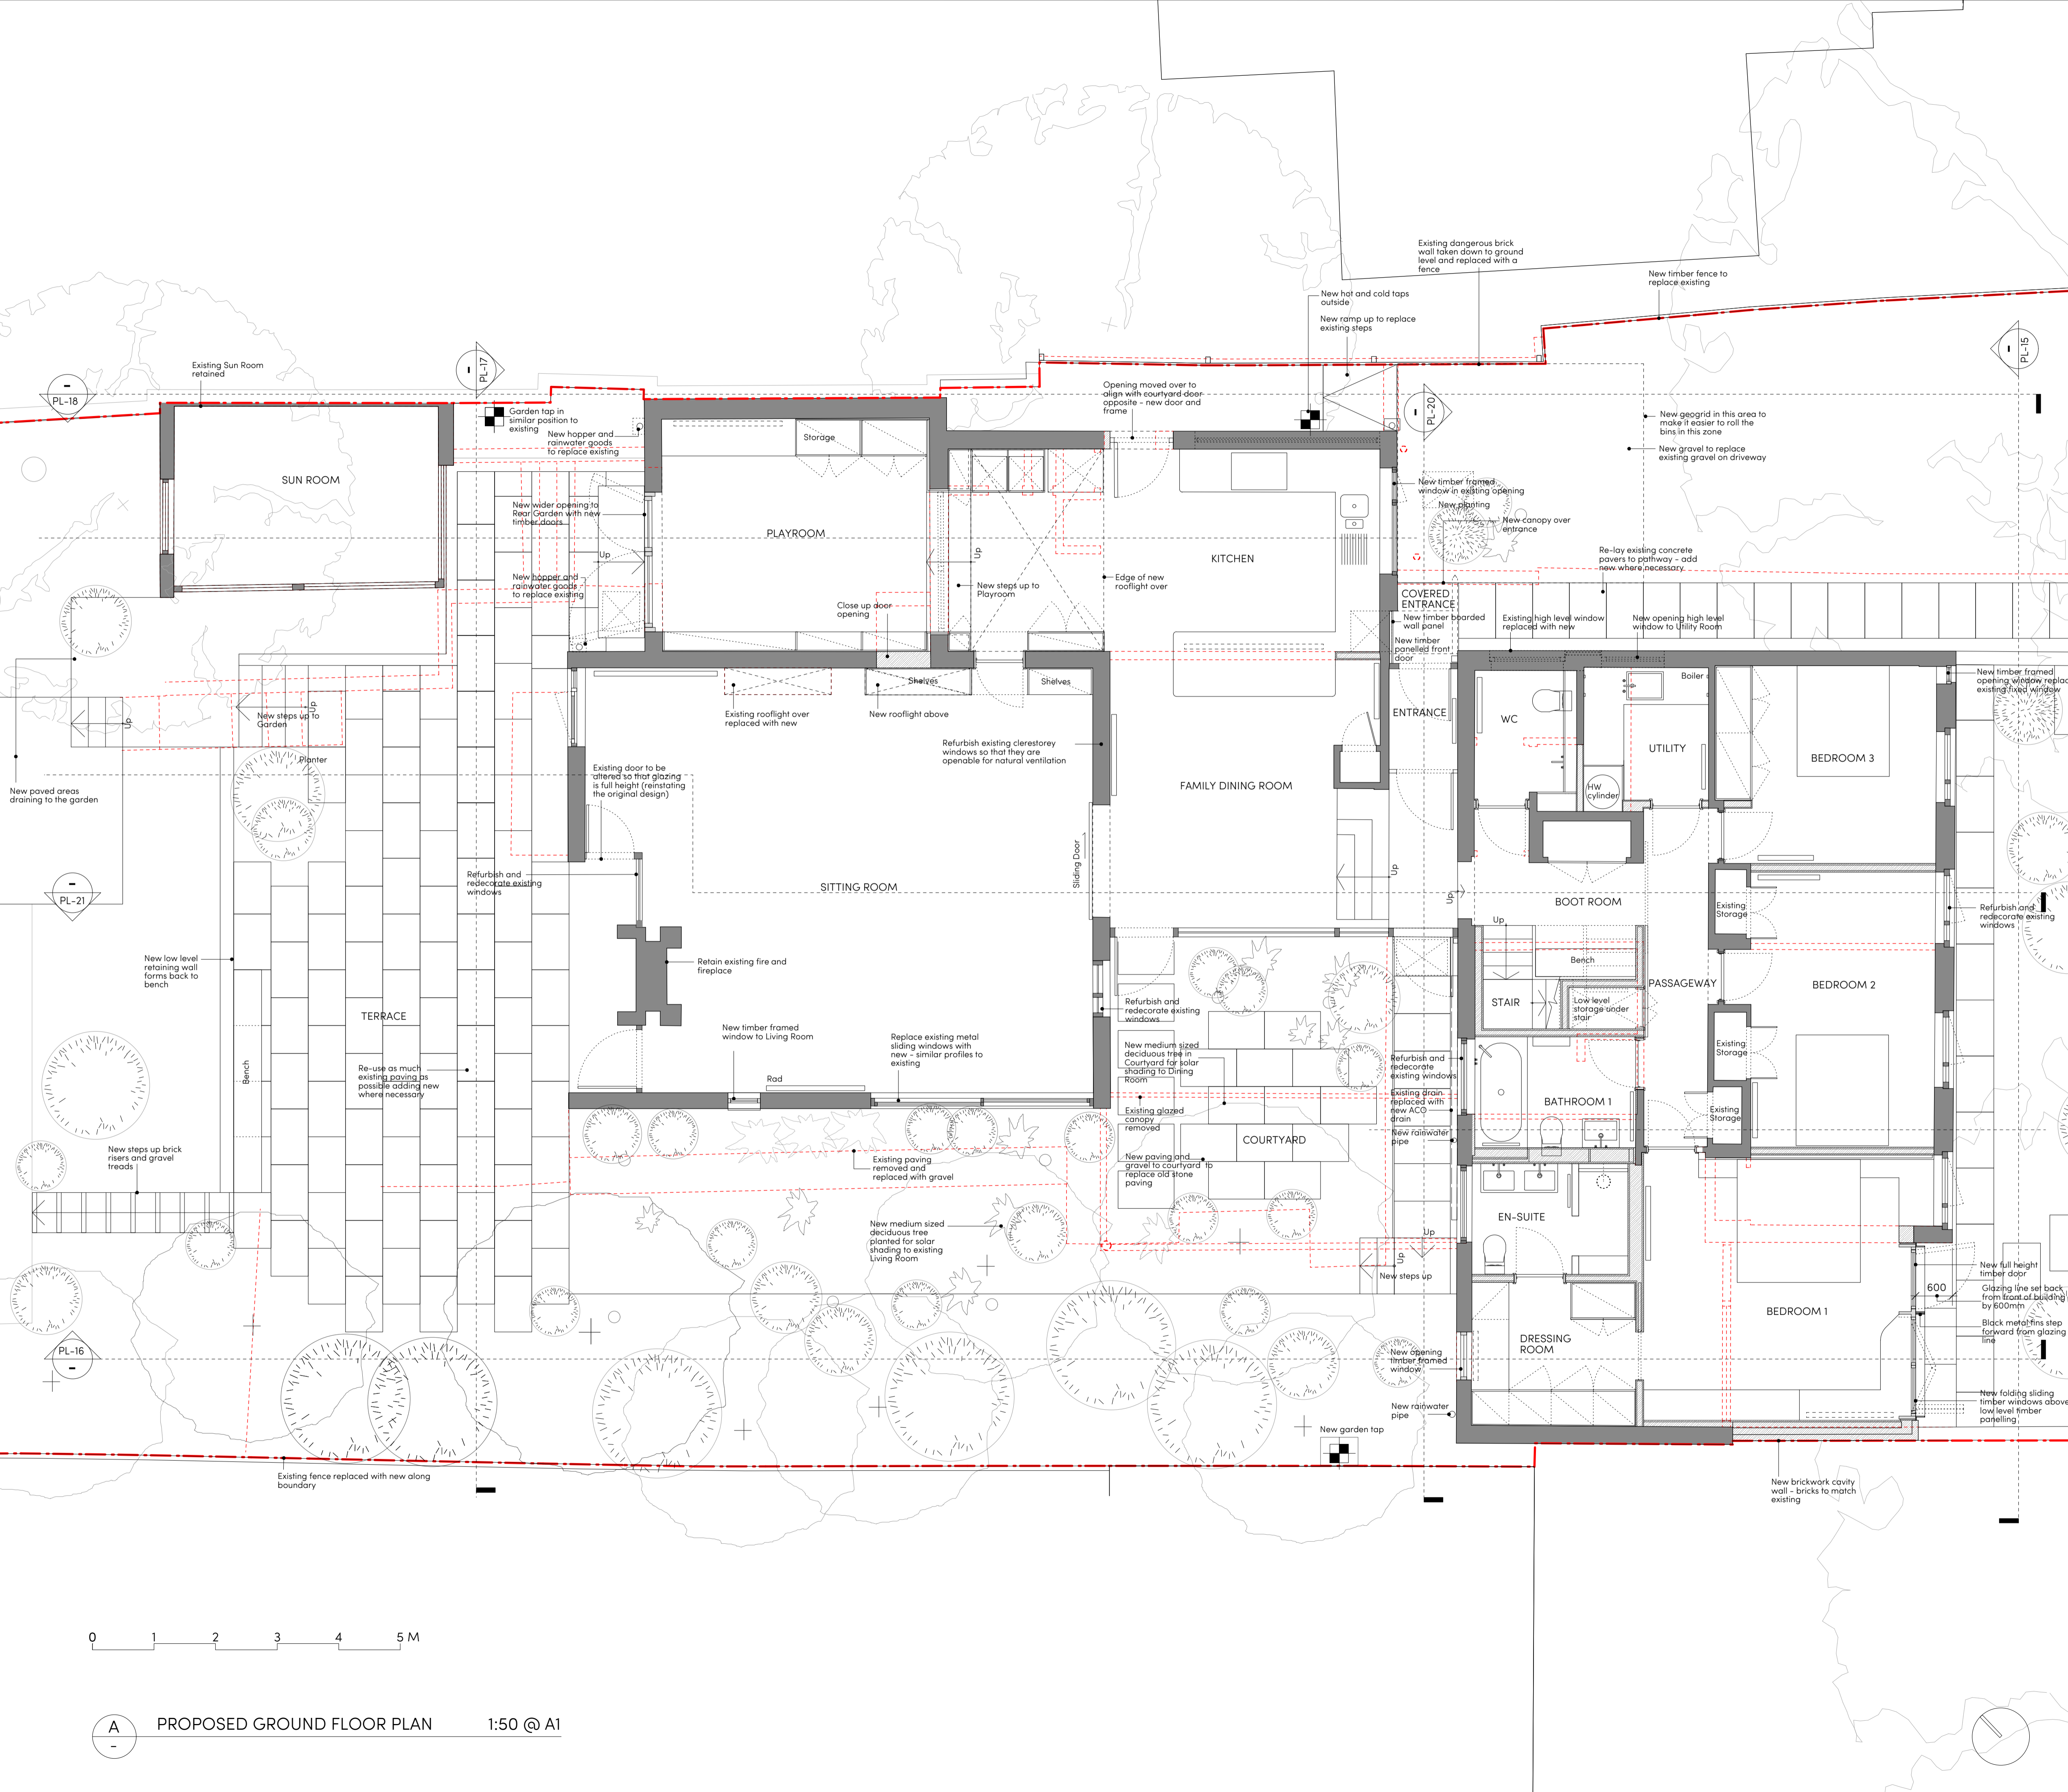 Existing dangerous brick
wall taken down to ground
level and replaced with a
fence
New timber fence to
replace existing
New hot and cold taps
outside
New ramp up to replace
existing steps
PL-15
PL-17
Existing Sun Room
retained
PL-18
Opening moved over to
align with courtyard door
opposite - new door and
frame
PL-20
Garden tap in
similar position to
existing
New hopper and
rainwater goods
to replace existing
Storage
New geogrid in this area to
make it easier to roll the
bins in this zone
New gravel to replace
existing gravel on driveway
SUN ROOM
New timber framed
window in existing opening
New planting
New canopy over
entrance
New wider opening to
Rear Garden with new
timber doors
PLAYROOM
Up
Up
KITCHEN
Re-lay existing concrete
pavers to pathway - add
new where necessary
New hopper and
rainwater goods
to replace existing
New steps up to
Playroom
Edge of new
rooflight over
Close up door
opening
COVERED
ENTRANCE
New timber boarded
wall panel
Existing high level window
replaced with new
New opening high
level window to Utility Room
New timber
panelled front
door
Shelves
Shelves
Boiler
New timber framed
opening window replac
existing fixed window
Existing rooflight over
replaced with new
New rooflight above
ENTRANCE
WC
UTILITY
BEDROOM 3
Up
Up
New steps up to
Garden
Planter
Refurbish existing clerestorey
windows so that they are
openable for natural ventilation
Existing door to be
altered so that glazing
is full height (reinstating
the original design)
FAMILY DINING ROOM
HW
cylinder
New paved areas
draining to the garden
Sliding Door
Up
Refurbish and
redecorate existing
windows
SITTING ROOM
PL-21
Up
BOOT ROOM
Existing
Storage
Refurbish and
redecorate existing
windows
Up
New low level
retaining wall
forms back to
bench
Retain existing fire and
fireplace
Bench
PASSAGEWAY
BEDROOM 2
STAIR
Low level
storage under
stair
Refurbish and
redecorate existing
windows
TERRACE
New timber framed
window to Living Room
Replace existing metal
sliding windows with
new - similar profiles to
existing
New medium sized
deciduous tree in
Courtyard for solar
shading to Dining
Room
Existing
Storage
Refurbish and
redecorate
existing windows
Bench
Re-use as much
existing paving as
possible adding new
where necessary
Rad
Existing drain
replaced with
new ACO
drain
BATHROOM 1
Existing
Storage
Existing glazed
canopy
removed
New rainwater
pipe
COURTYARD
New steps up brick
risers and gravel
treads
Existing paving
removed and
replaced with gravel
New paving and
gravel to courtyard to
replace old stone
paving
New medium sized
deciduous tree
planted for solar
shading to existing
Living Room
EN-SUITE
Up
Up
New steps up
New full height
timber door
600
Glazing line set back
from front of building
by 600mm
BEDROOM 1
Black metal fins step
forward from glazing
line
DRESSING
ROOM
PL-16
New opening
timber framed
window
New folding sliding
timber windows above
low level timber
panelling
New rainwater
pipe
New garden tap
Existing fence replaced with new along
boundary
New brickwork cavity
wall - bricks to match
existing
0 1 2 3 4 5 M
A
PROPOSED GROUND FLOOR PLAN 1:50 @ A1